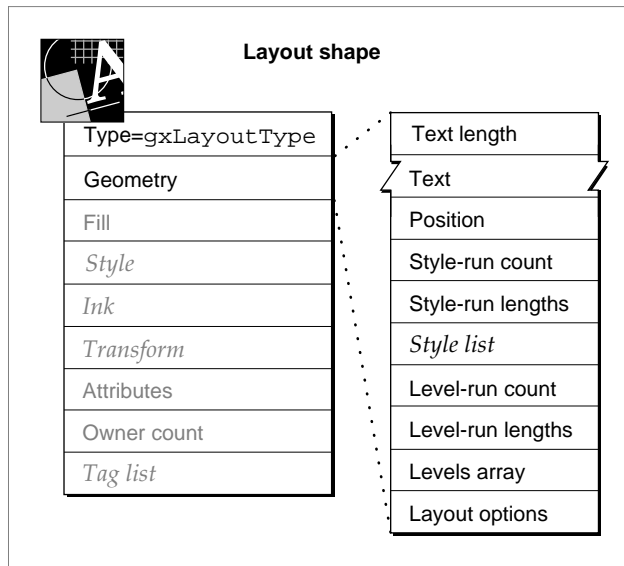 Layout shape
Type=gxLayoutType
Geometry
Fill
Style
Ink
Transform
Attributes
Owner count
Tag list
Text length
Text
Position
Style-run count
Style-run lengths
Style list
Level-run count
Level-run lengths
Levels array
Layout options